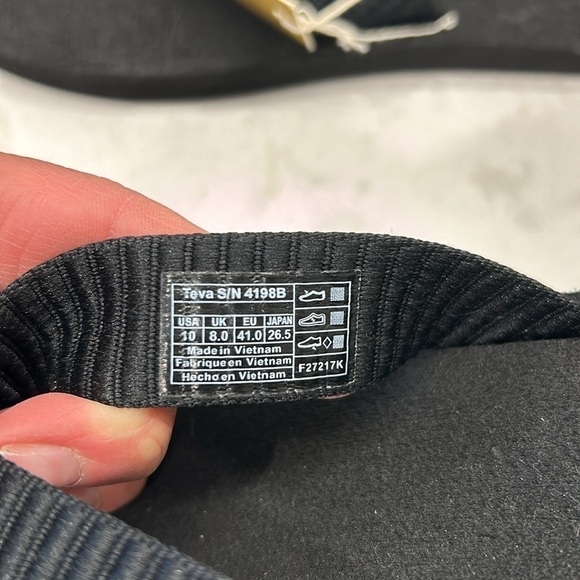 Teva S/N 4198B
USA UK EU JAPAN
10 8.0 41.0 26.5
Made in Vietnam
Fabrique en Vietnam
Hecho en Vietnam
F27217K